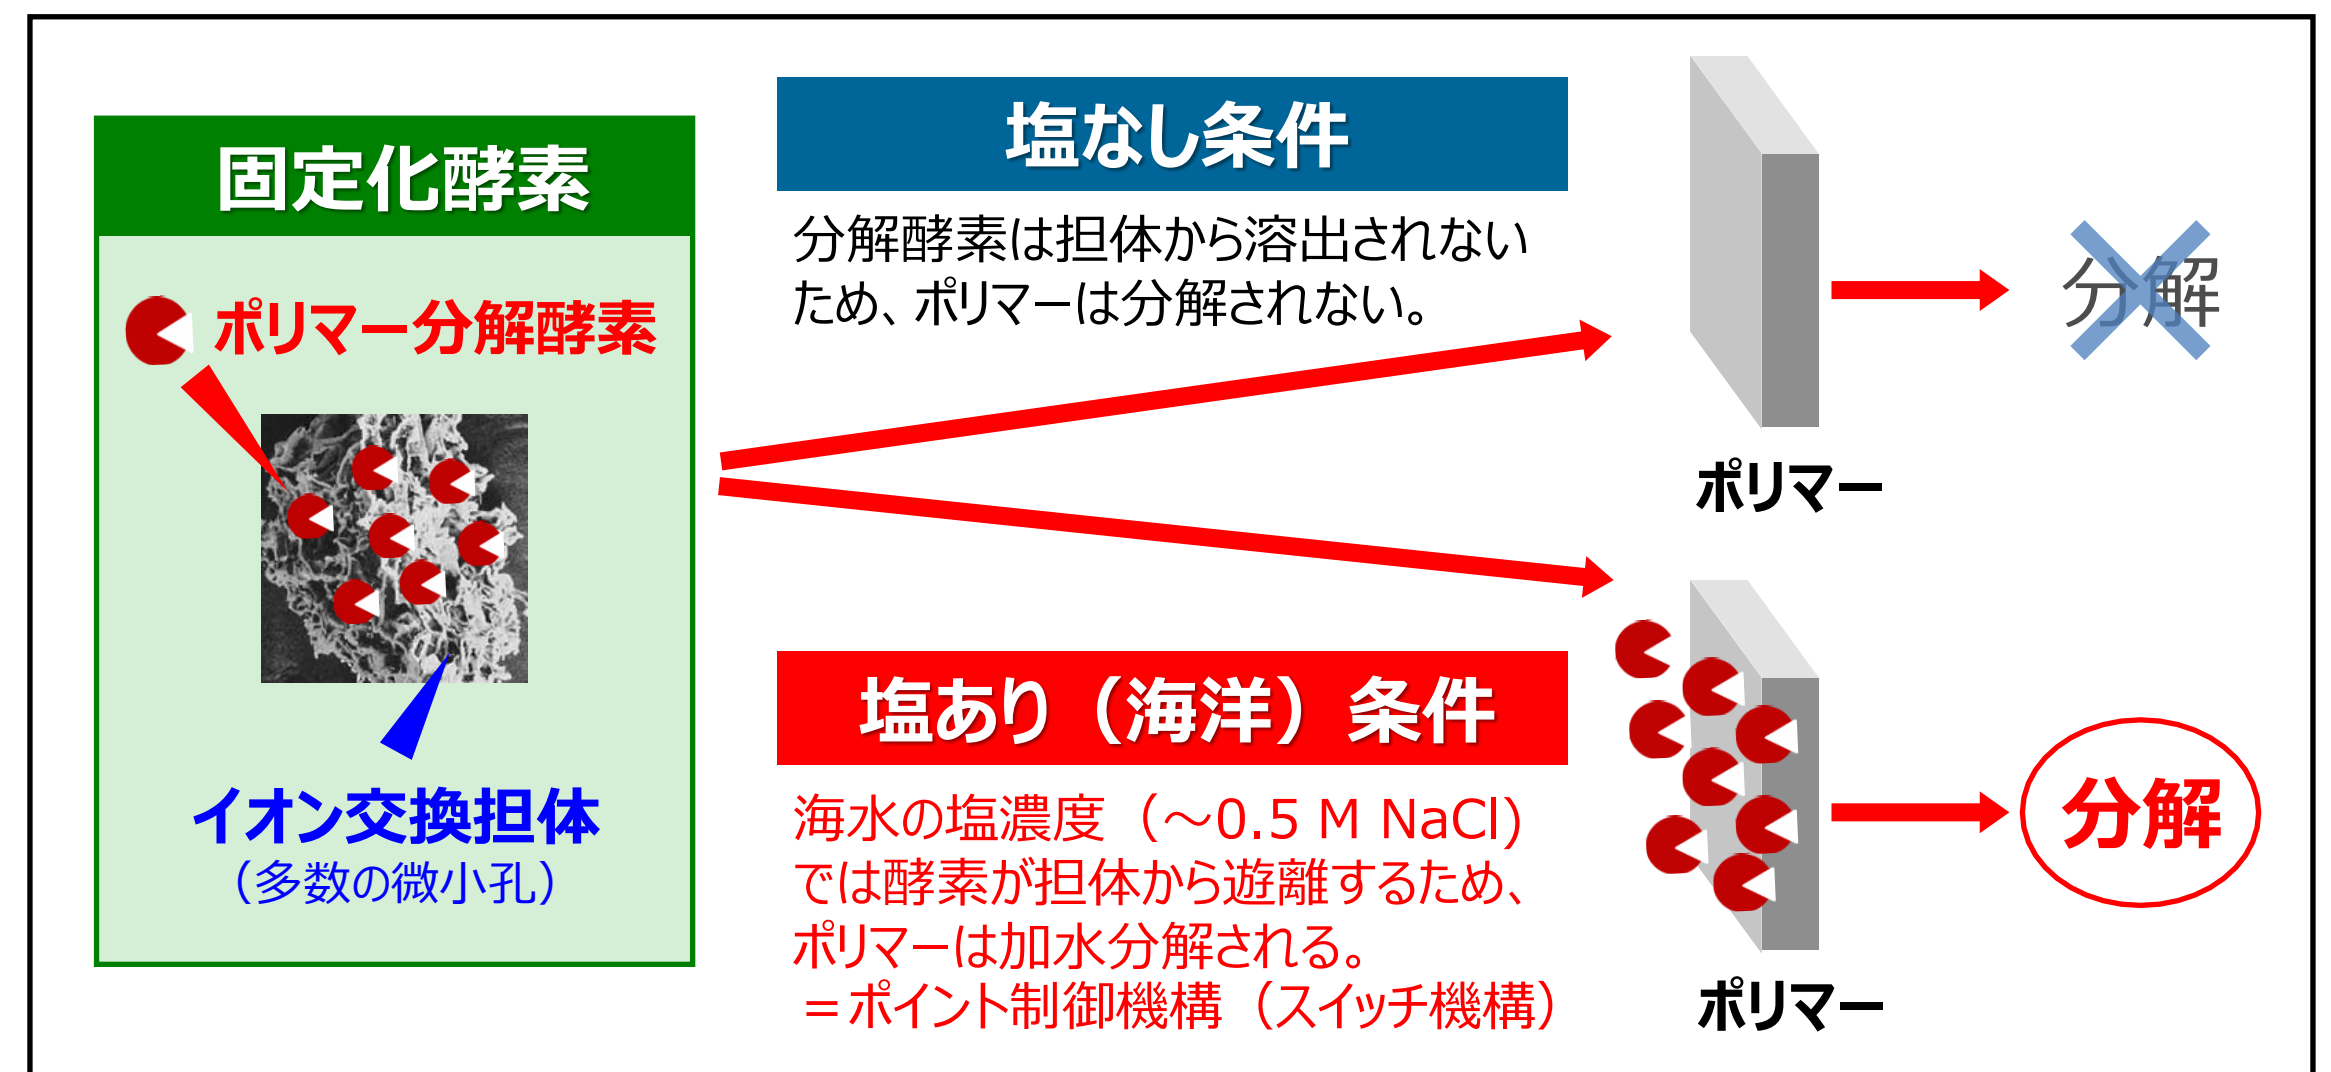 固定化酵素
ポリマー分解酵素
イオン交換担体
（多数の微小孔）
塩なし条件
分解酵素は担体から溶出されない
ため、ポリマーは分解されない。
ポリマー
分解
塩あり（海洋）条件
海水の塩濃度（～0.5 M NaCl）
では酵素が担体から遊離するため、
ポリマーは加水分解される。
＝ポイント制御機構（スイッチ機構）
ポリマー
分解